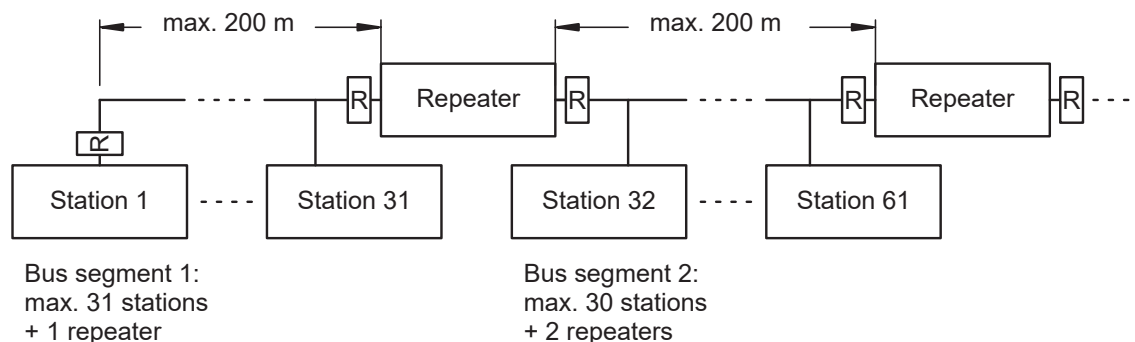 max. 200 m
max. 200 m
R
Repeater
R
R
Repeater
R
R
Station 1
Station 31
Station 32
Station 61
Bus segment 1:
max. 31 stations
+ 1 repeater
Bus segment 2:
max. 30 stations
+ 2 repeaters